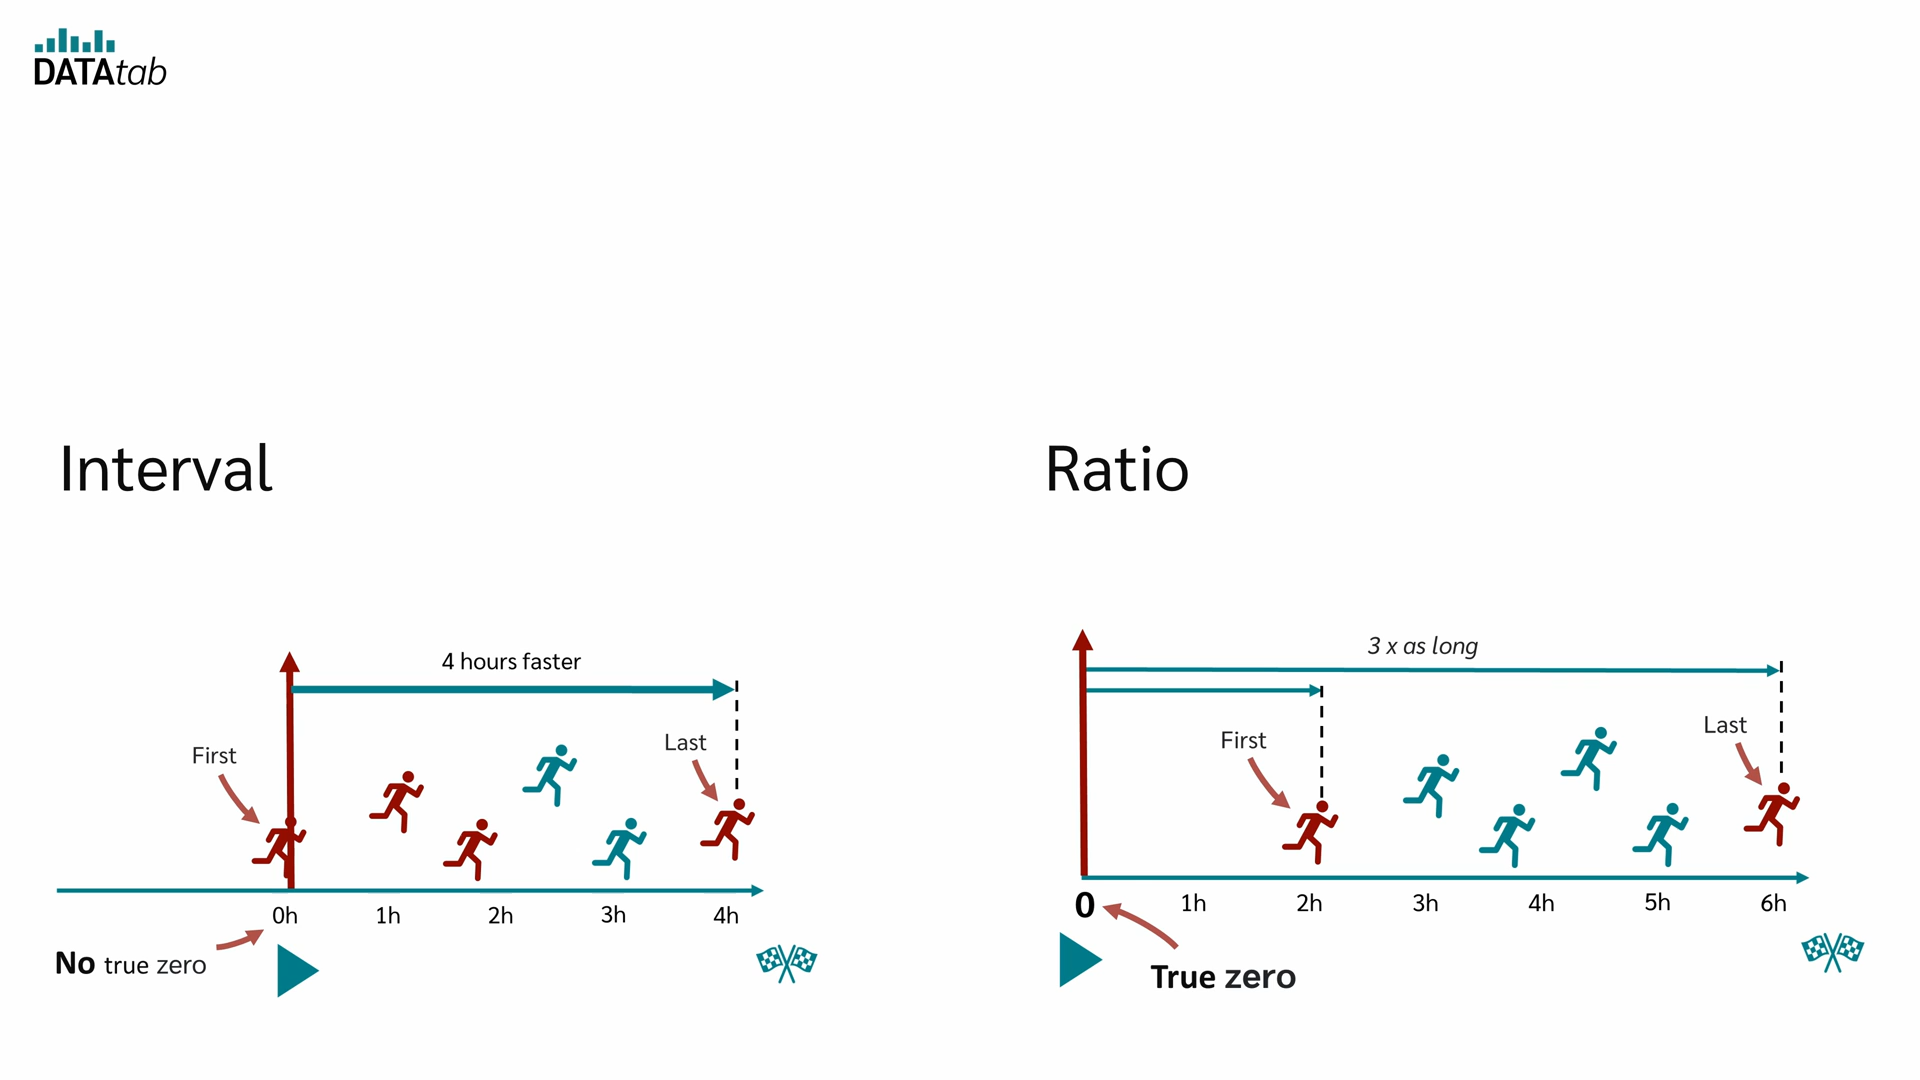 DATAtab
Interval
4 hours faster
First
Last
0h 1h 2h 3h 4h
No true zero
Ratio
3 x as long
First
Last
0 1h 2h 3h 4h 5h 6h
True zero